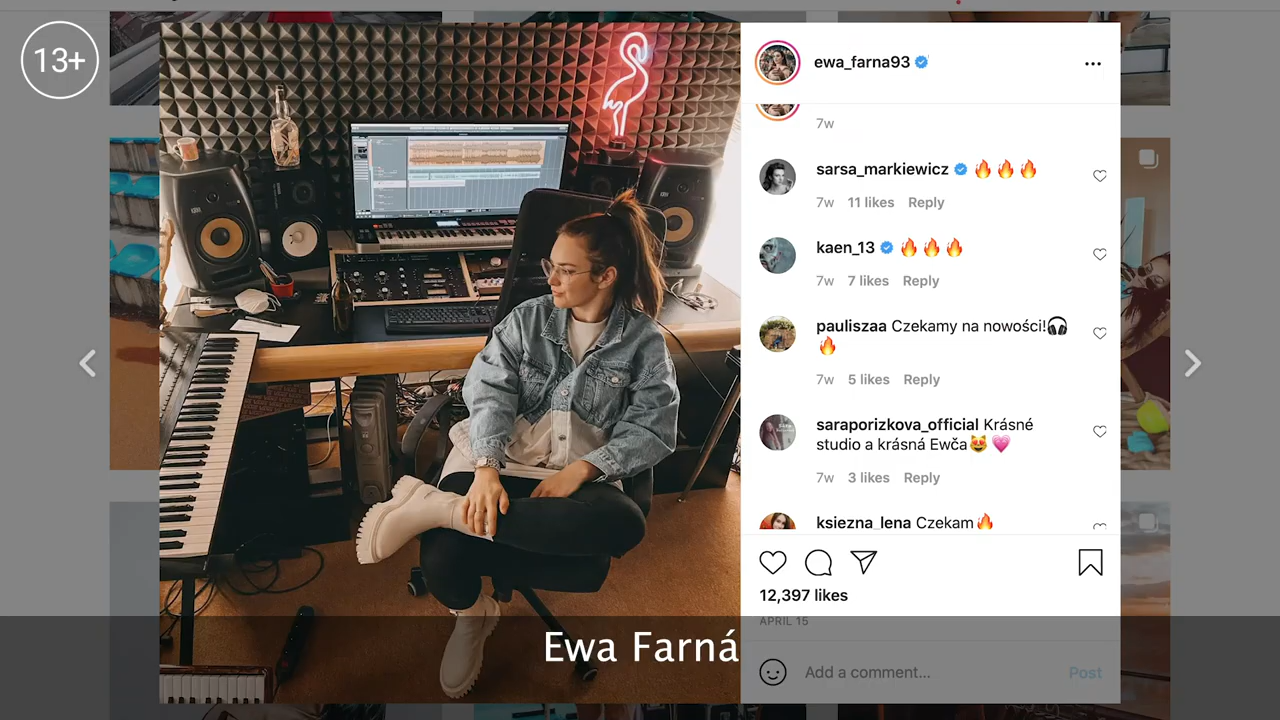 13+
ewa_farna93
7w
sarsa_markiewicz 🔥🔥🔥
7w 11 likes Reply
kaen_13 🔥🔥🔥
7w 7 likes Reply
pauliszaa Czekamy na nowości!🎧
🔥
7w 5 likes Reply
saraporizkova_official Krásné
studio a krásná Ewča😻💗
7w 3 likes Reply
ksiezna_lena Czekam🔥
12,397 likes
APRIL 15
Ewa Farná
Add a comment...
Post